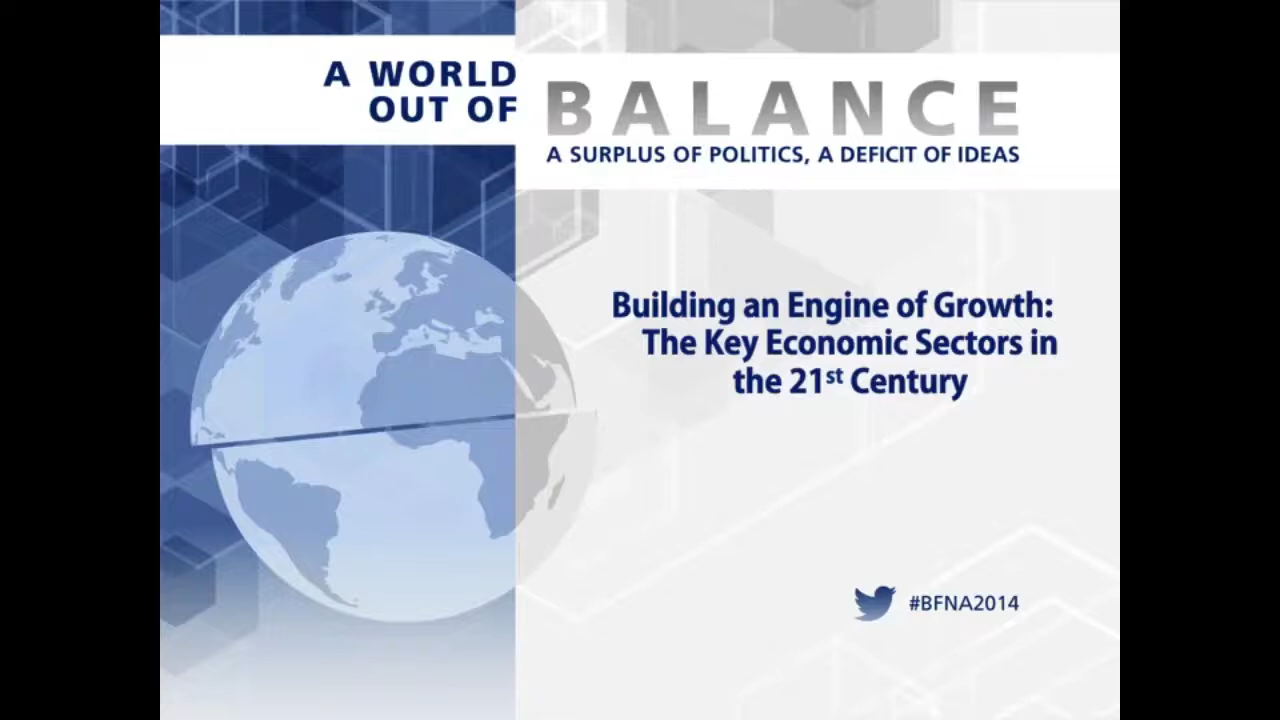 A WORLD
OUT OF
BALANCE
A SURPLUS OF POLITICS, A DEFICIT OF IDEAS
Building an Engine of Growth:
The Key Economic Sectors in
the 21st Century
#BFNA2014